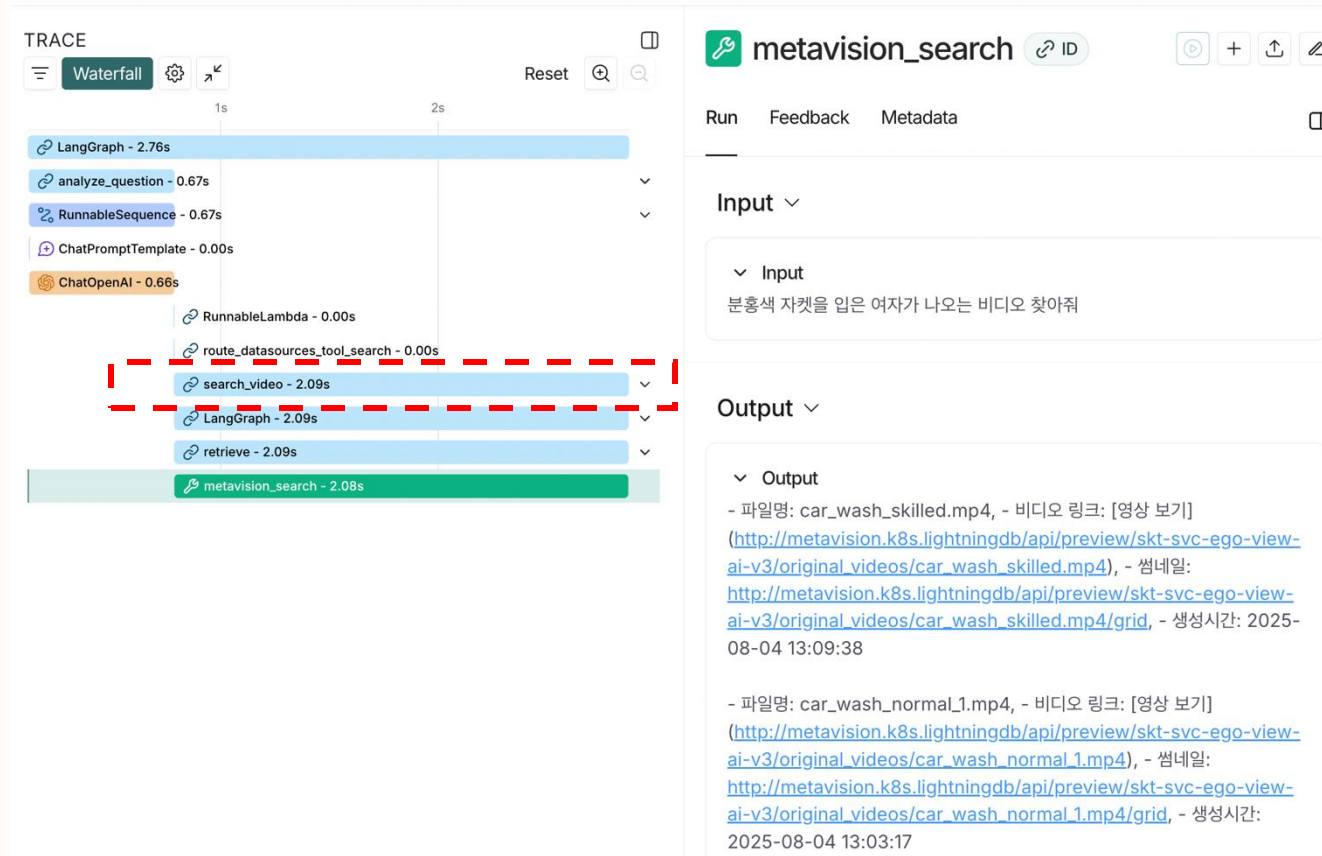 TRACE
Waterfall
Reset
1s
2s
LangGraph - 2.76s
analyze_question - 0.67s
RunnableSequence - 0.67s
ChatPromptTemplate - 0.00s
ChatOpenAI - 0.66s
RunnableLambda - 0.00s
route_datasources_tool_search - 0.00s
search_video - 2.09s
LangGraph - 2.09s
retrieve - 2.09s
metavision_search - 2.08s
metavision_search
ID
Run Feedback Metadata
Input
Input
분홍색 자켓을 입은 여자가 나오는 비디오 찾아줘
Output
Output
- 파일명: car_wash_skilled.mp4, - 비디오 링크: [영상 보기]
(http://metavision.k8s.lightningdb/api/preview/skt-svc-ego-view-
ai-v3/original_videos/car_wash_skilled.mp4), - 썸네일:
http://metavision.k8s.lightningdb/api/preview/skt-svc-ego-view-
ai-v3/original_videos/car_wash_skilled.mp4/grid, - 생성시간: 2025-
08-04 13:09:38
- 파일명: car_wash_normal_1.mp4, - 비디오 링크: [영상 보기]
(http://metavision.k8s.lightningdb/api/preview/skt-svc-ego-view-
ai-v3/original_videos/car_wash_normal_1.mp4), - 썸네일:
http://metavision.k8s.lightningdb/api/preview/skt-svc-ego-view-
ai-v3/original_videos/car_wash_normal_1.mp4/grid, - 생성시간:
2025-08-04 13:03:17